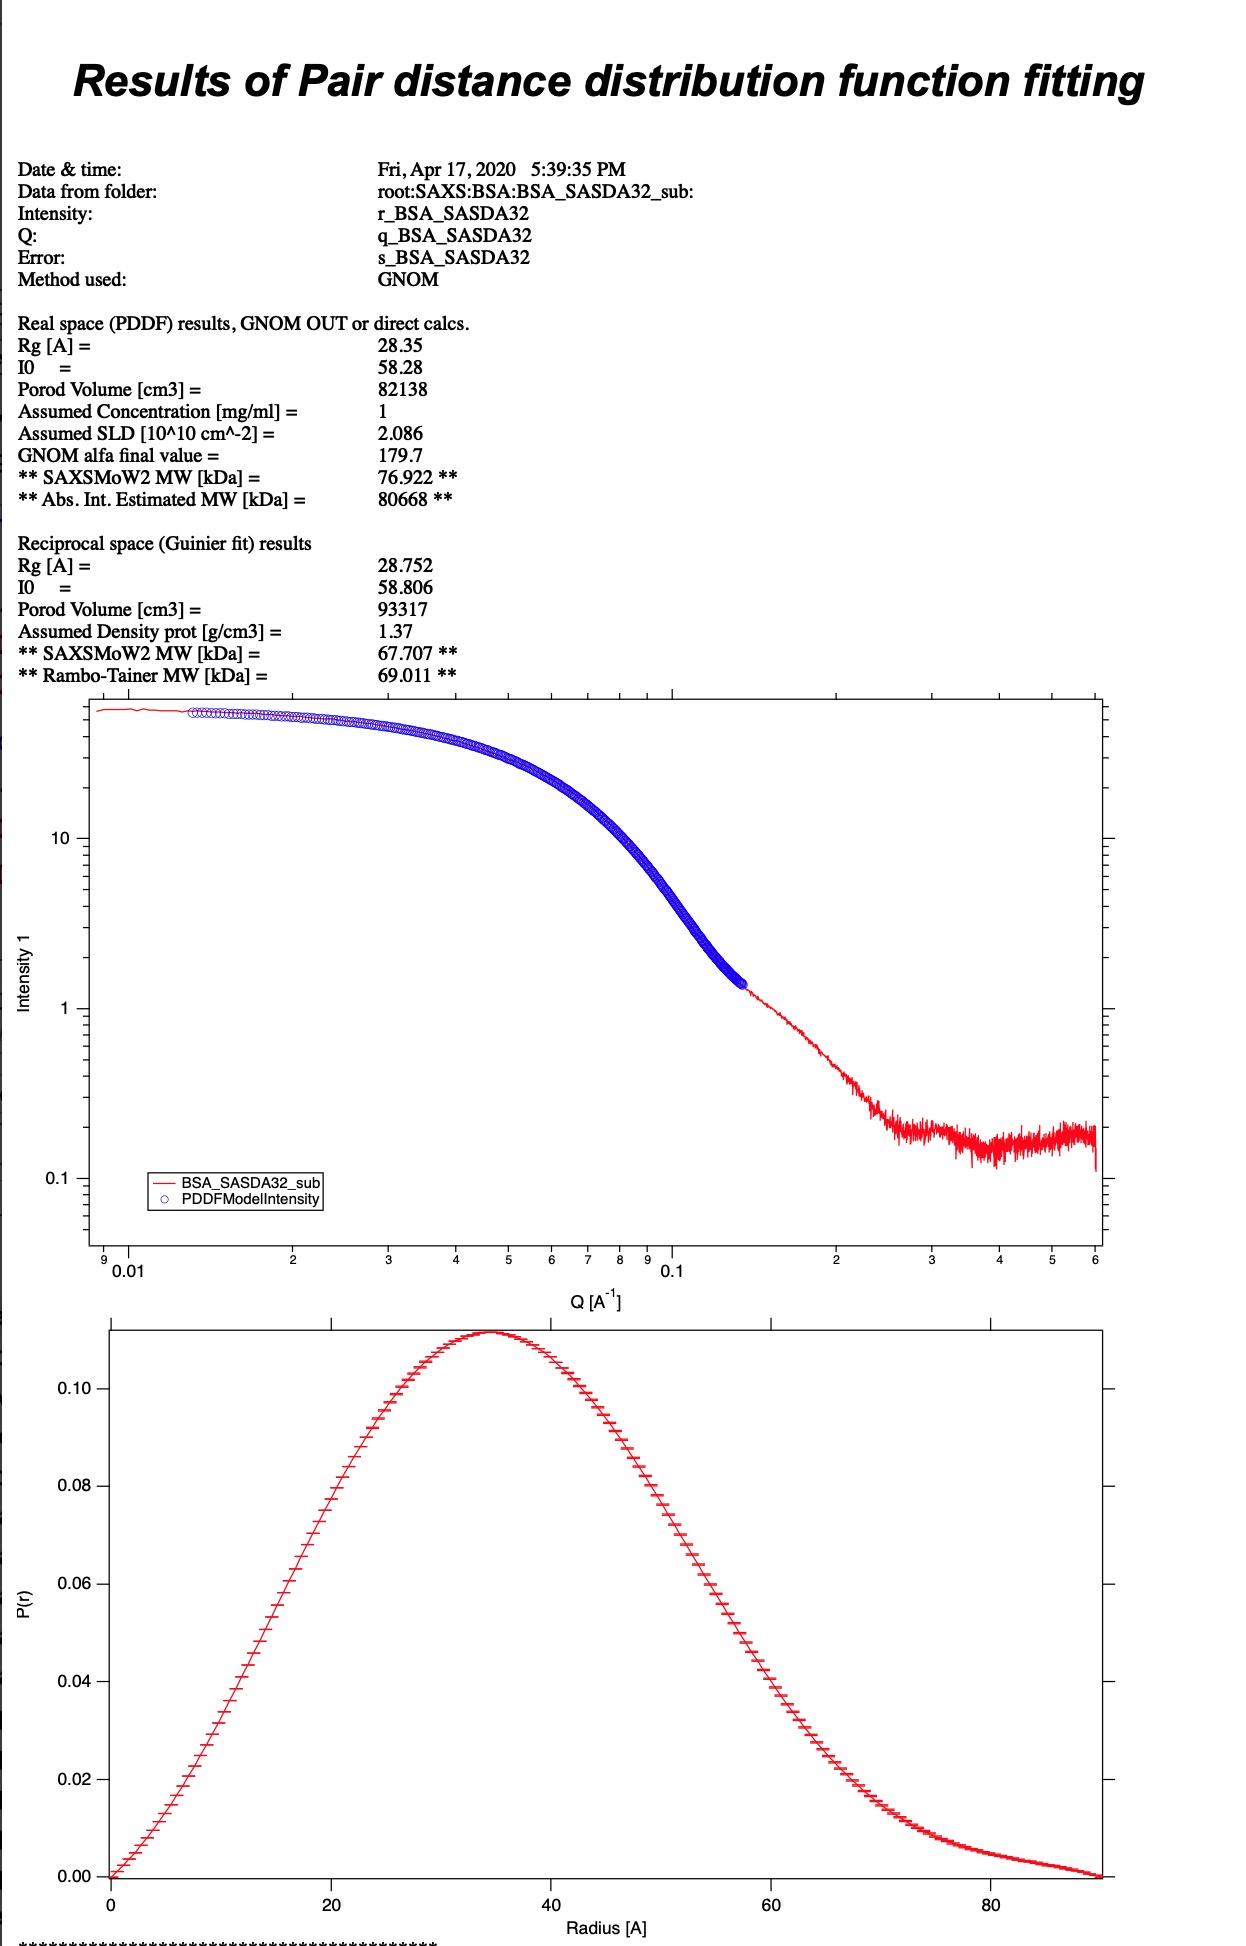 Results of Pair distance distribution function fitting
Date & time: Fri, Apr 17, 2020 5:39:35 PM
Data from folder: root:SAXS:BSA:BSA_SASDA32_sub:
Intensity: r_BSA_SASDA32
Q: q_BSA_SASDA32
Error: s_BSA_SASDA32
Method used: GNOM
Real space (PDDF) results, GNOM OUT or direct calcs.
Rg [A] = 28.35
I0 = 58.28
Porod Volume [cm3] = 82138
Assumed Concentration [mg/ml] = 1
Assumed SLD [10^10 cm^-2] = 2.086
GNOM alfa final value = 179.7
** SAXSMoW2 MW [kDa] = 76.922 **
** Abs. Int. Estimated MW [kDa] = 80668 **
Reciprocal space (Guinier fit) results
Rg [A] = 28.752
I0 = 58.806
Porod Volume [cm3] = 93317
Assumed Density prot [g/cm3] = 1.37
** SAXSMoW2 MW [kDa] = 67.707 **
** Rambo-Tainer MW [kDa] = 69.011 **
10
1
0.1
Intensity 1
BSA_SASDA32_sub
PDDFModelIntensity
9 0.01 2 3 4 5 6 7 8 9 0.1 2 3 4 5 6
Q [A⁻¹]
0.10
0.08
0.06
0.04
0.02
0.00
P(r)
0 20 40 60 80
Radius [A]
******************************************